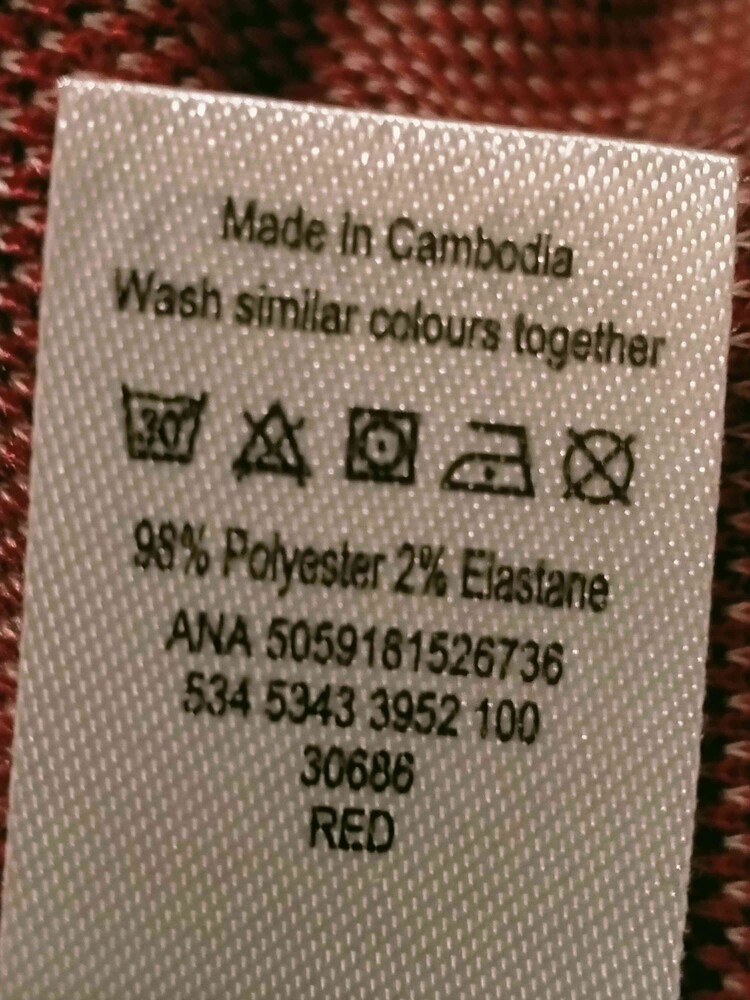 Made in Cambodia
Wash similar colours together
30
98% Polyester 2% Elastane
ANA 5059181526736
534 5343 3952 100
30686
RED